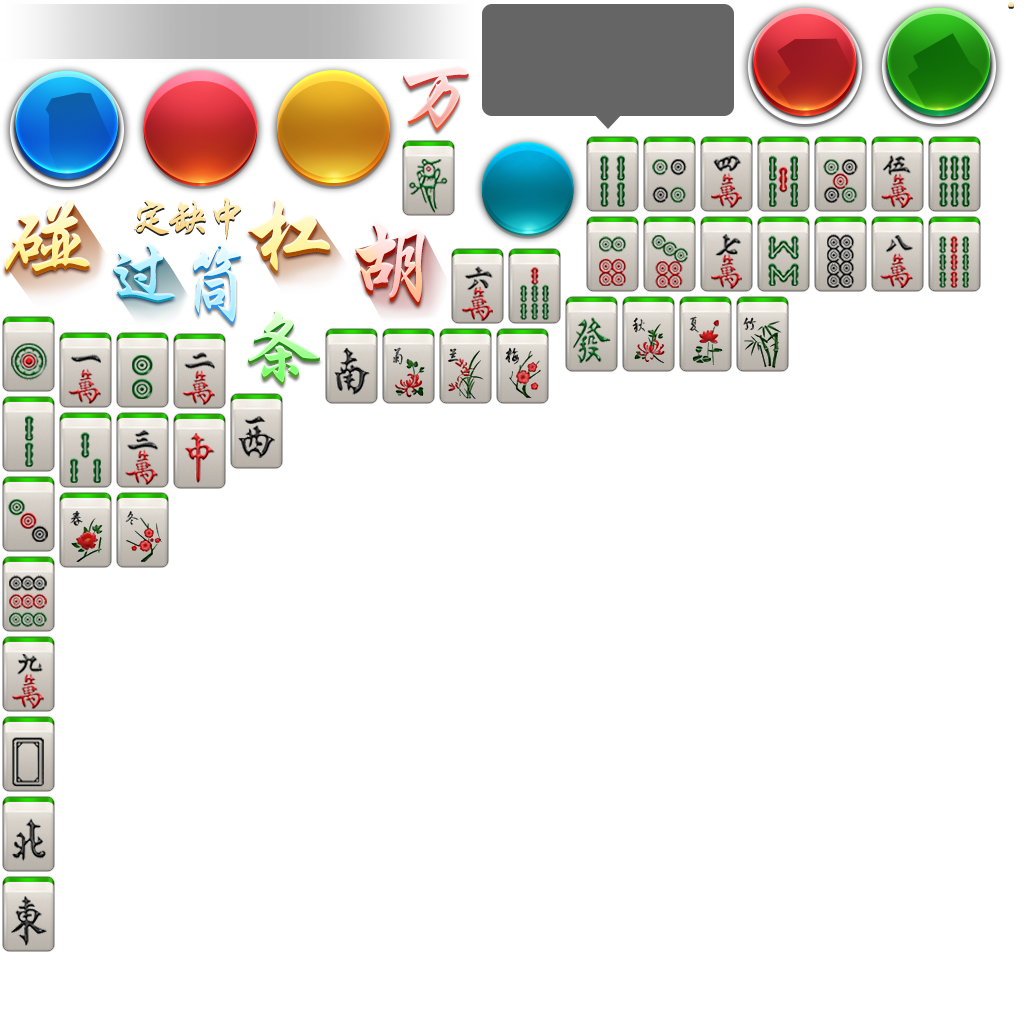 万
碰
定缺中
杠
过
筒
胡
条
四萬
伍萬
七萬
八萬
六萬
發
秋
夏
竹
南
菊
兰
梅
一萬
二萬
三萬
中
西
春
冬
九萬
北
東